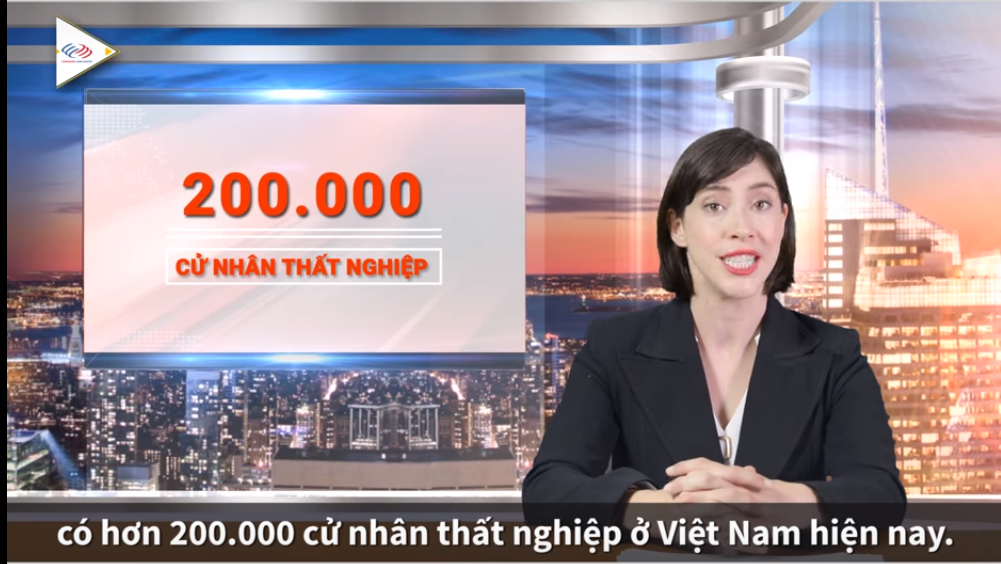 200.000
CỬ NHÂN THẤT NGHIỆP
có hơn 200.000 cử nhân thất nghiệp ở Việt Nam hiện nay.